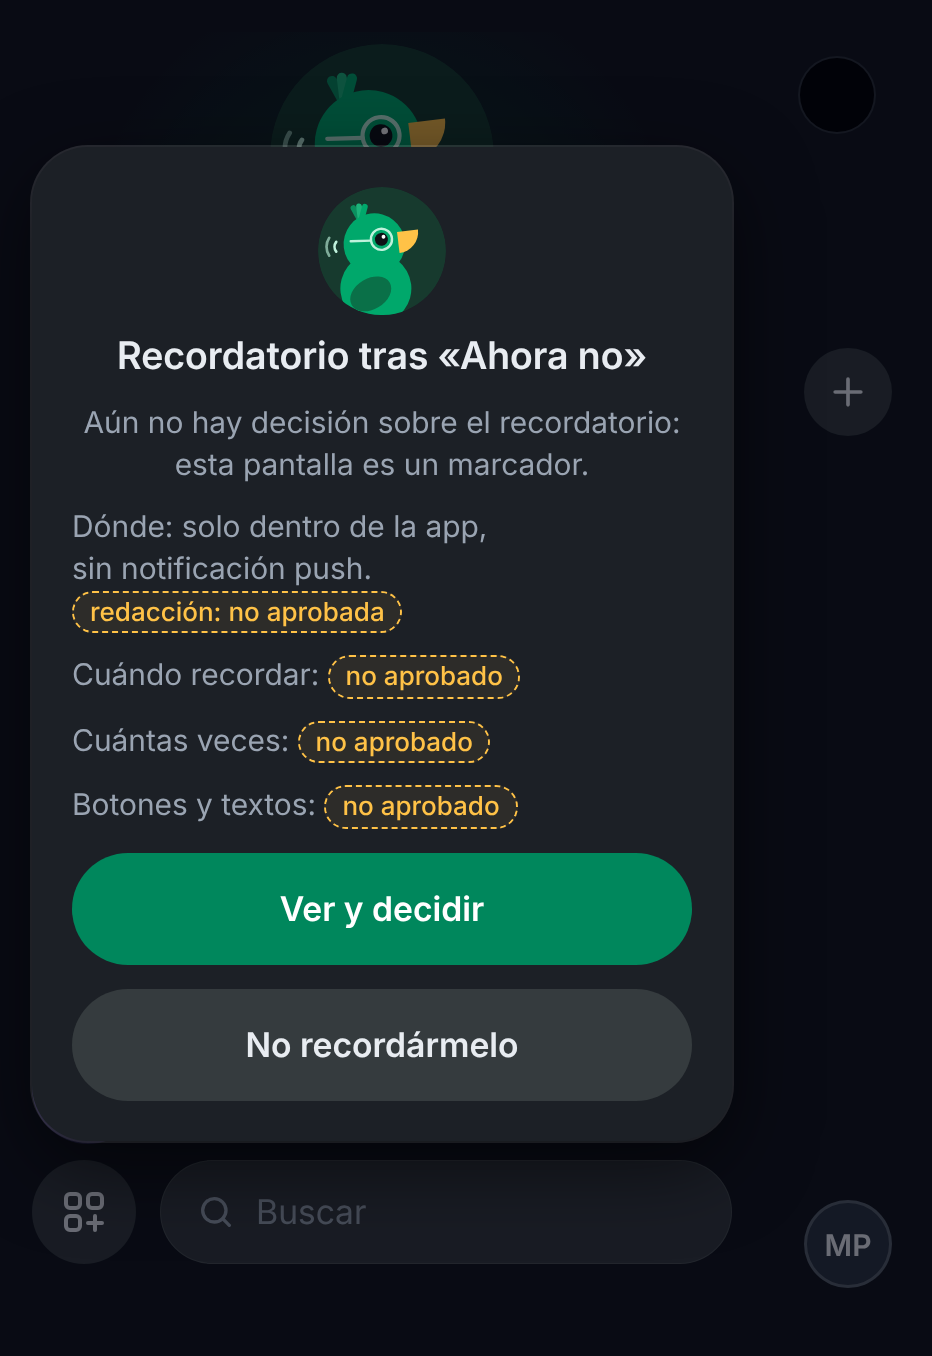 Recordatorio tras «Ahora no»
Aún no hay decisión sobre el recordatorio:
esta pantalla es un marcador.
Dónde: solo dentro de la app,
sin notificación push.
redacción: no aprobada
Cuándo recordar: no aprobado
Cuántas veces: no aprobado
Botones y textos: no aprobado
Ver y decidir
No recordármelo
Buscar
MP